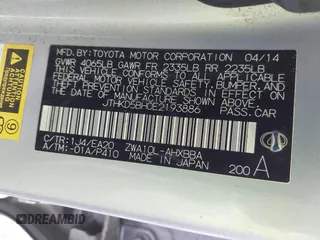 MFD.BY:TOYOTA MOTOR CORPORATION 04/14
GVWR 4065LB GAWR FR 2335LB RR 2235LB
THIS VEHICLE CONFORMS TO ALL APPLICABLE
FEDERAL MOTOR VEHICLE SAFETY, BUMPER, AND
THEFT PREVENTION STANDARDS IN EFFECT ON
THE DATE OF MANUFACTURE SHOWN ABOVE.
JTHKD5BH0E2193886 PASS.CAR
C/TR:1J4/EA20 ZWA10L-AHXBBA
A/TM:-01A/P410 MADE IN JAPAN 200 A
DREAMBID